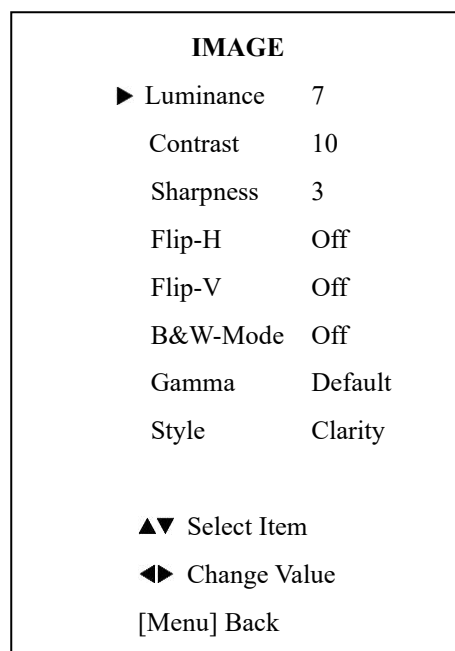 IMAGE
▶ Luminance 7
Contrast 10
Sharpness 3
Flip-H Off
Flip-V Off
B&W-Mode Off
Gamma Default
Style Clarity
▲▼ Select Item
◀▶ Change Value
[Menu] Back